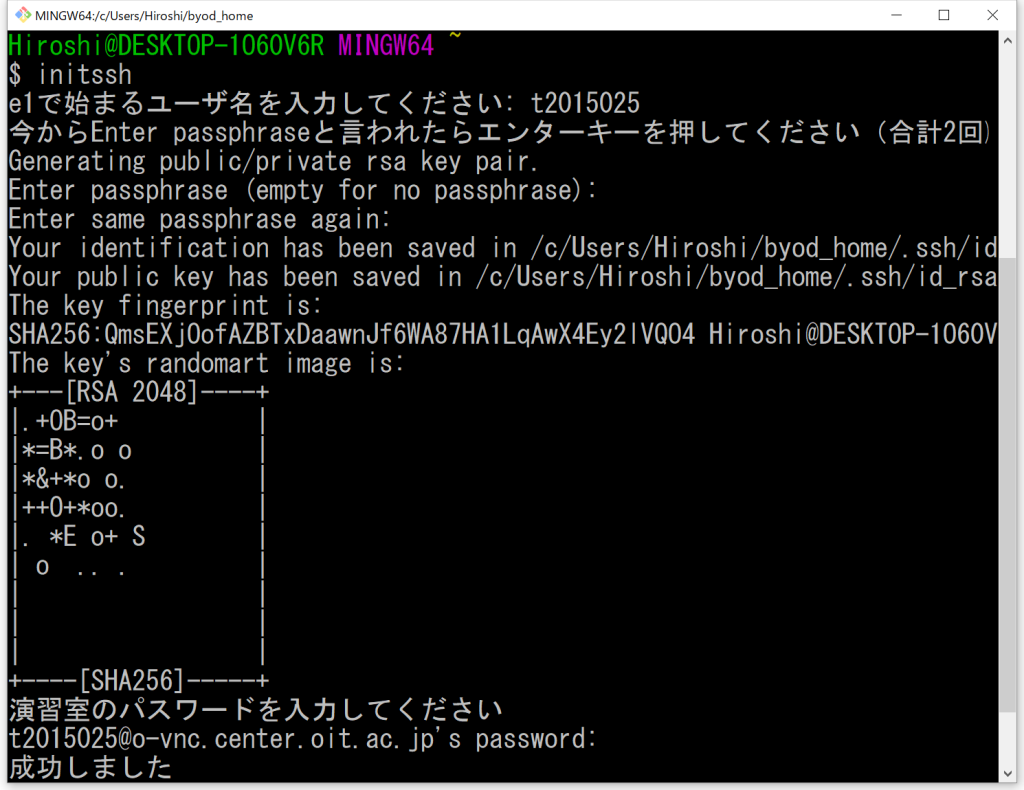 MINGW64:/c/Users/Hiroshi/byod_home
Hiroshi@DESKTOP-1O60V6R MINGW64 ~
$ initssh
e1で始まるユーザ名を入力してください: t2015025
今からEnter passphraseと言われたらエンターキーを押してください（合計2回)
Generating public/private rsa key pair.
Enter passphrase (empty for no passphrase):
Enter same passphrase again:
Your identification has been saved in /c/Users/Hiroshi/byod_home/.ssh/id
Your public key has been saved in /c/Users/Hiroshi/byod_home/.ssh/id_rsa
The key fingerprint is:
SHA256:QmsEXjOofAZBTxDaawnJf6WA87HA1LqAwX4Ey2lVQO4 Hiroshi@DESKTOP-1O60V
The key's randomart image is:
+---[RSA 2048]----+
|.+OB=o+          |
|*=B*.o o         |
|*&+*o o.         |
|++O+*oo.         |
|. *E o+ S        |
| o  .. .         |
|                 |
|                 |
|                 |
+----[SHA256]-----+
演習室のパスワードを入力してください
t2015025@o-vnc.center.oit.ac.jp's password:
成功しました